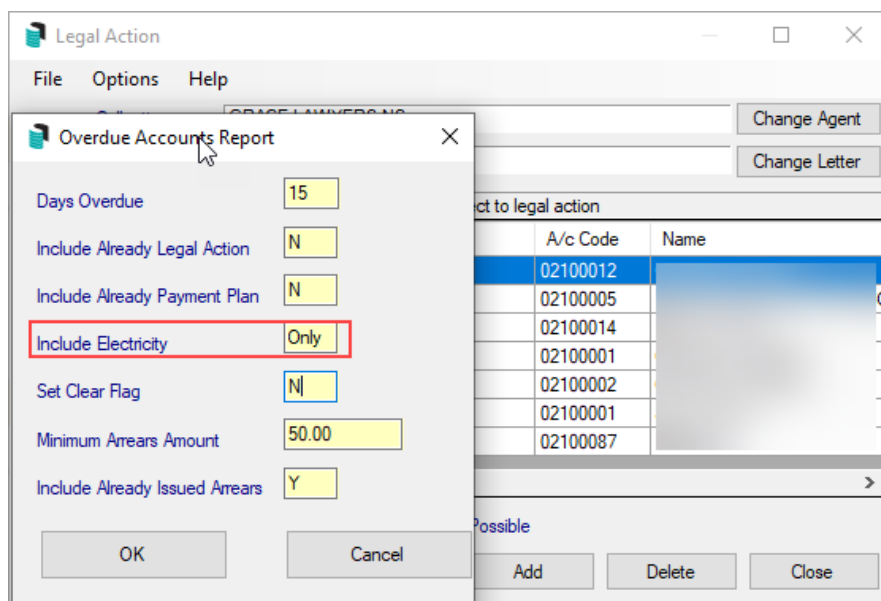 Legal Action
File Options Help
Change Agent
Overdue Accounts Report
Change Letter
Days Overdue 15
ct to legal action
Include Already Legal Action N
A/c Code Name
02100012
Include Already Payment Plan N
02100005
02100014
Include Electricity Only
02100001
Set Clear Flag N
02100002
02100001
Minimum Arrears Amount 50.00
02100087
Include Already Issued Arrears Y
Possible
OK Cancel
Add Delete Close